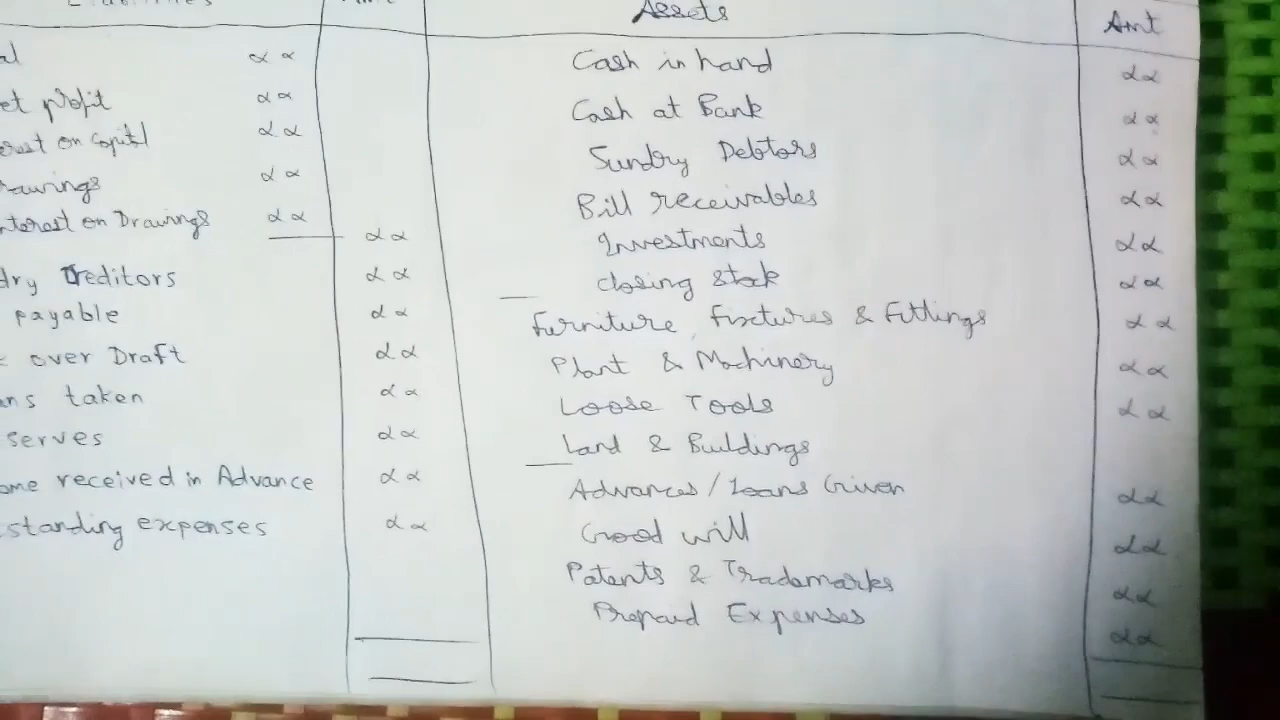 Assets
Amt
al αα
et profit αα
erest on Capital αα
rawings αα
nterest on Drawings αα
αα
dry Creditors αα
payable αα
over Draft αα
ans taken αα
serves αα
ome received in Advance αα
standing expenses αα
Cash in hand αα
Cash at Bank αα
Sundry Debtors αα
Bill receivables αα
Investments αα
Closing Stock αα
Furniture, Fixtures & Fittings αα
Plant & Machinery αα
Loose Tools αα
Land & Buildings
Advances/Loans Given αα
Good will αα
Patents & Trademarks αα
Prepaid Expenses αα